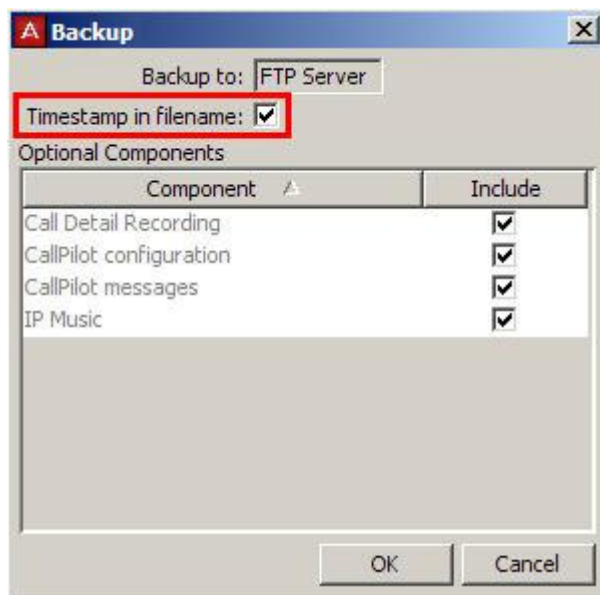 Backup
Backup to: FTP Server
Timestamp in filename:
Optional Components
Component Include
Call Detail Recording
CallPilot configuration
CallPilot messages
IP Music
OK Cancel